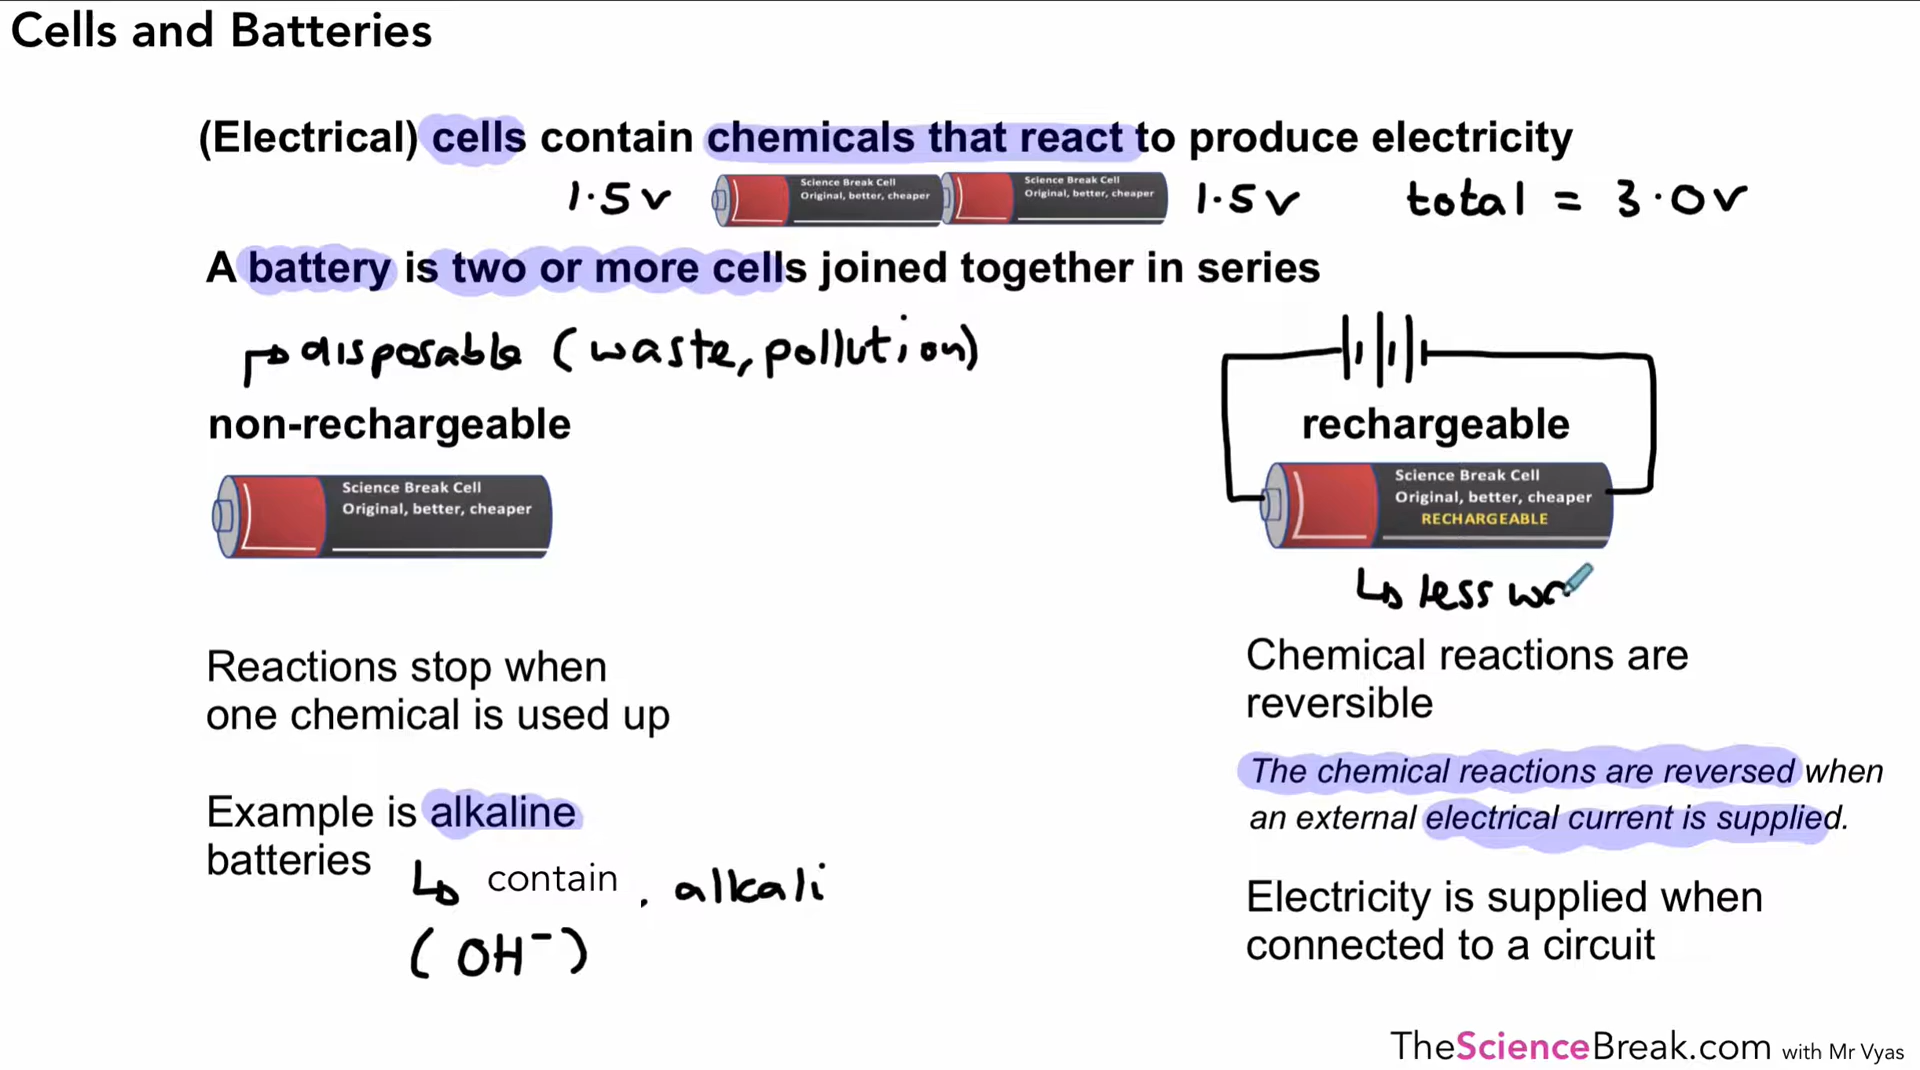 Cells and Batteries
(Electrical) cells contain chemicals that react to produce electricity
1.5v
Science Break Cell
Original, better, cheaper
Science Break Cell
Original, better, cheaper
1.5v
total = 3.0v
A battery is two or more cells joined together in series
disposable (waste, pollution)
non-rechargeable
Science Break Cell
Original, better, cheaper
Reactions stop when
one chemical is used up
Example is alkaline
batteries
contain . alkali
(OH⁻)
rechargeable
Science Break Cell
Original, better, cheaper
RECHARGEABLE
less
Chemical reactions are
reversible
The chemical reactions are reversed when
an external electrical current is supplied.
Electricity is supplied when
connected to a circuit
TheScienceBreak.com with Mr Vyas